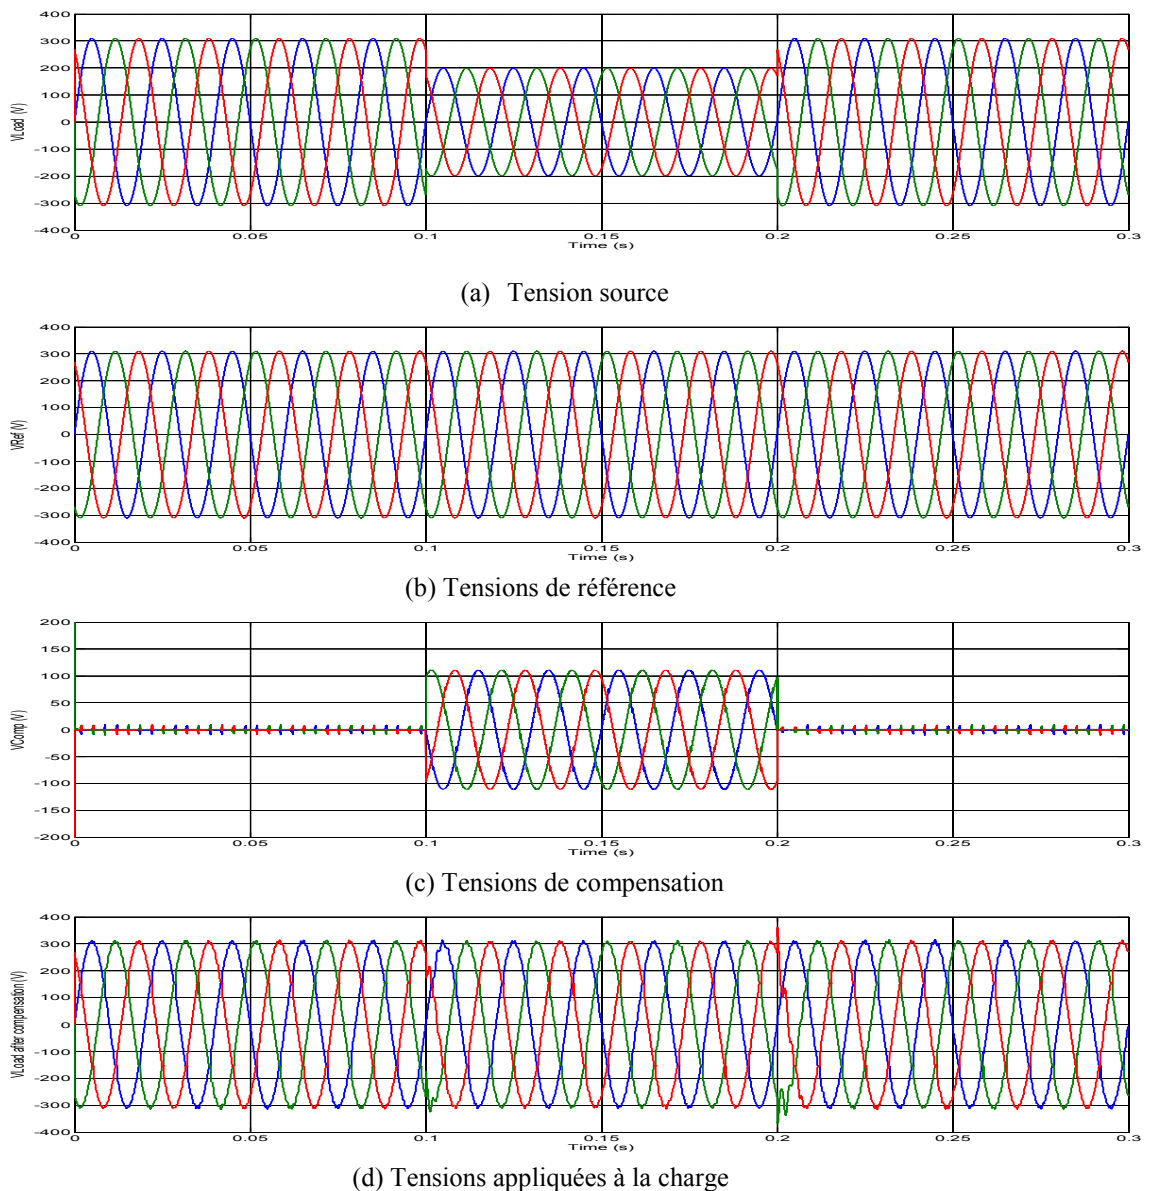 400
300
200
100
0
-100
-200
-300
-400
VLoad (V)
0 0.05 0.1 0.15 0.2 0.25 0.3
Time (s)
(a) Tension source
400
300
200
100
0
-100
-200
-300
-400
VRef (V)
0 0.05 0.1 0.15 0.2 0.25 0.3
Time (s)
(b) Tensions de référence
200
150
100
50
0
-50
-100
-150
-200
VComp (V)
0 0.05 0.1 0.15 0.2 0.25 0.3
Time (s)
(c) Tensions de compensation
400
300
200
100
0
-100
-200
-300
-400
VLoad after compensation (V)
0 0.05 0.1 0.15 0.2 0.25 0.3
Time (s)
(d) Tensions appliquées à la charge